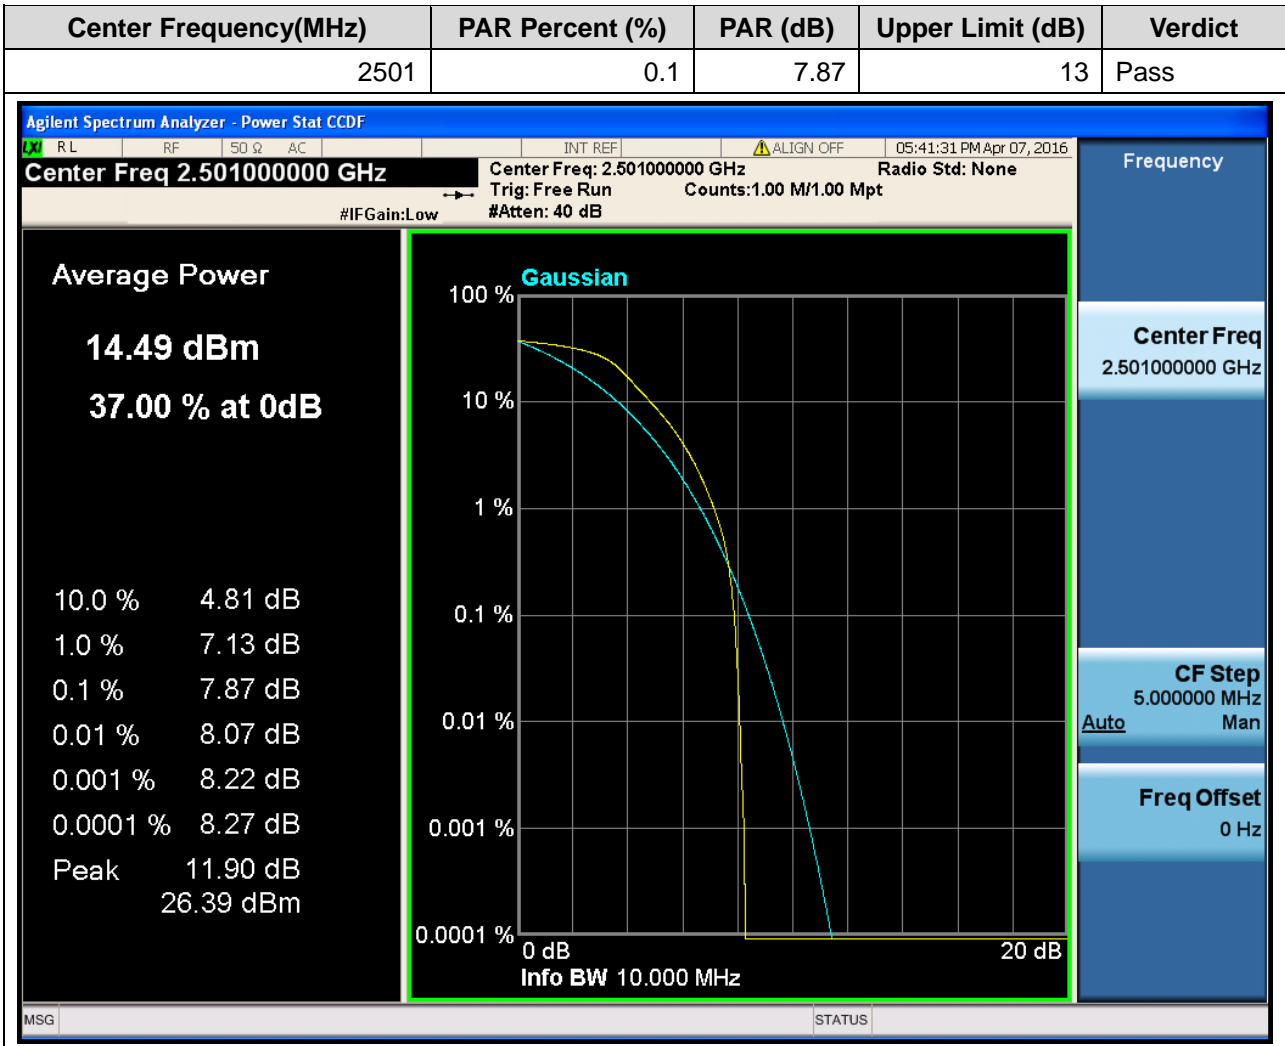 Center Frequency(MHz) PAR Percent (%) PAR (dB) Upper Limit (dB) Verdict
2501 0.1 7.87 13 Pass
Agilent Spectrum Analyzer - Power Stat CCDF
LXI RL RF 50 Ω AC INT REF ALIGN OFF 05:41:31 PM Apr 07, 2016
Center Freq 2.501000000 GHz
Center Freq: 2.501000000 GHz Radio Std: None
Trig: Free Run Counts:1.00 M/1.00 Mpt
#IFGain:Low #Atten: 40 dB
Average Power
14.49 dBm
37.00 % at 0dB
10.0 % 4.81 dB
1.0 % 7.13 dB
0.1 % 7.87 dB
0.01 % 8.07 dB
0.001 % 8.22 dB
0.0001 % 8.27 dB
Peak 11.90 dB
26.39 dBm
Gaussian
100 %
10 %
1 %
0.1 %
0.01 %
0.001 %
0.0001 %
0 dB 20 dB
Info BW 10.000 MHz
Frequency
Center Freq
2.501000000 GHz
CF Step
5.000000 MHz
Auto Man
Freq Offset
0 Hz
MSG STATUS